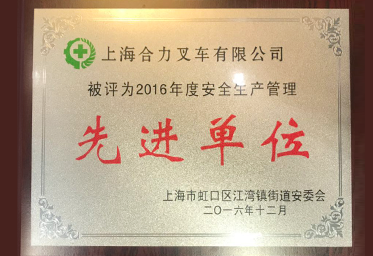 上海合力叉车有限公司
被评为2016年度安全生产管理
先进单位
上海市虹口区江湾镇街道安委会
二〇一六年十二月